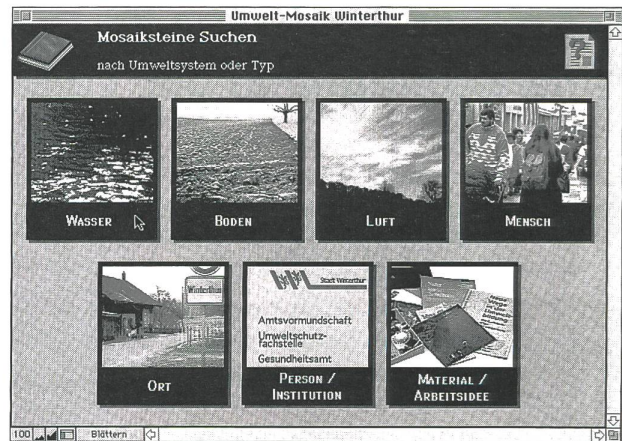 Umwelt-Mosaik Winterthur
Mosaiksteine Suchen
nach Umweltsystem oder Typ
WASSER
BODEN
LUFT
MENSCH
Winterthur
Stadt Winterthur
Amtsvormundschaft
Umweltschutz-
fachstelle
Gesundheitsamt
ORT
PERSON /
INSTITUTION
MATERIAL /
ARBEITSIDEE
100
Blättern